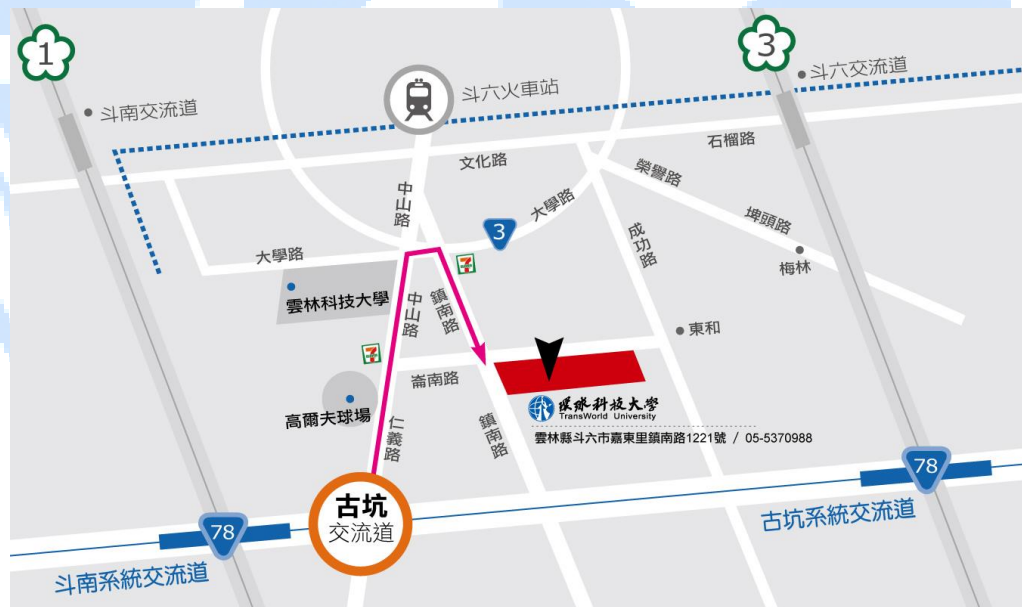 1
3
斗六交流道
斗六火車站
斗南交流道
石榴路
文化路
榮譽路
中山路
大學路
埤頭路
3
成功路
大學路
7
ELEVEN
梅林
雲林科技大學
中山路
鎮南路
東和
7
ELEVEN
崙南路
環球科技大學
TransWorld University
高爾夫球場
仁義路
鎮南路
雲林縣斗六市嘉東里鎮南路1221號 / 05-5370988
78
古坑
交流道
古坑系統交流道
78
斗南系統交流道